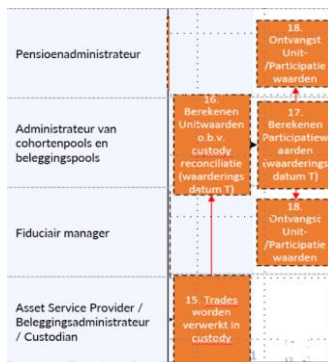 Pensioenadministrateur
18.
Ontvangst
Unit-
/Participatie
waarden
Administrateur van
cohortenpools en
beleggingspools
16.
Berekenen
Unitwaarden
o.b.v.
custody
reconciliatie
(waarderings
datum T)
17.
Berekenen
Participatiew
aarden
(waarderings
datum T)
Fiduciair manager
18.
Ontvangst
Unit-
/Participatie
waarden
Asset Service Provider /
Beleggingsadministrateur
/ Custodian
15. Trades
worden
verwerkt in
custody